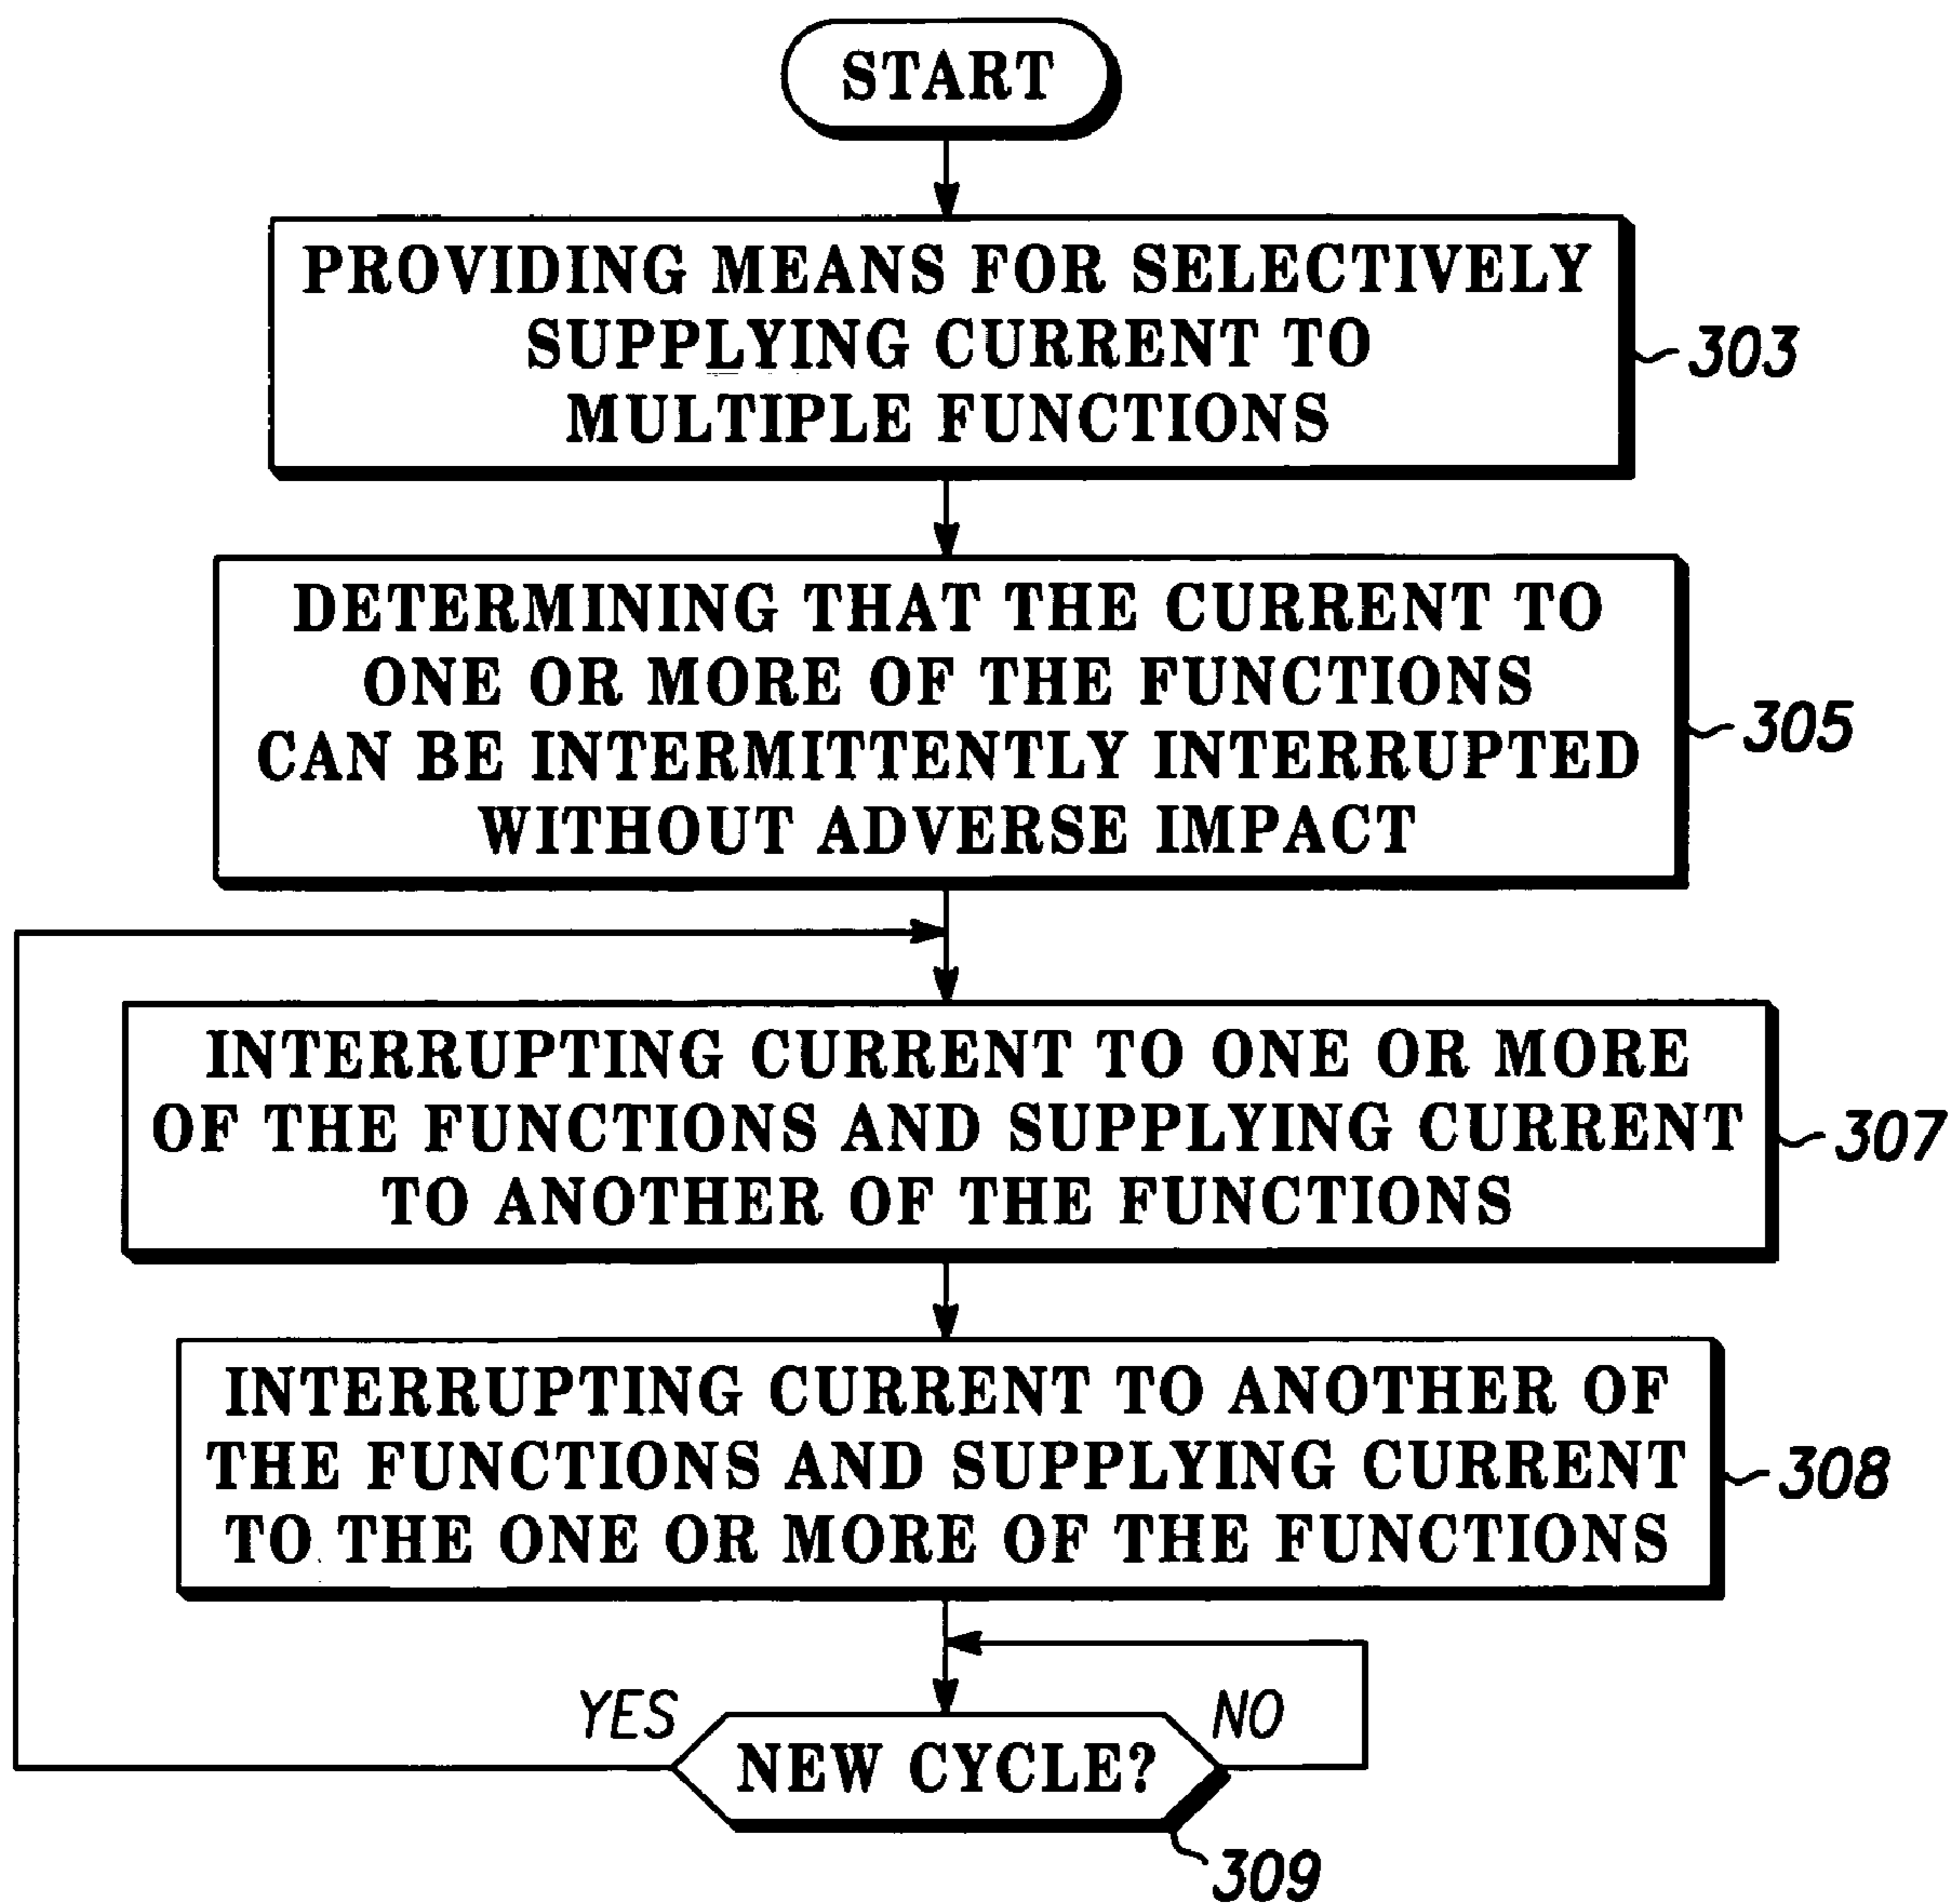 START
PROVIDING MEANS FOR SELECTIVELY
SUPPLYING CURRENT TO
MULTIPLE FUNCTIONS
303
DETERMINING THAT THE CURRENT TO
ONE OR MORE OF THE FUNCTIONS
CAN BE INTERMITTENTLY INTERRUPTED
WITHOUT ADVERSE IMPACT
305
INTERRUPTING CURRENT TO ONE OR MORE
OF THE FUNCTIONS AND SUPPLYING CURRENT
TO ANOTHER OF THE FUNCTIONS
307
INTERRUPTING CURRENT TO ANOTHER OF
THE FUNCTIONS AND SUPPLYING CURRENT
TO THE ONE OR MORE OF THE FUNCTIONS
308
YES
NO
NEW CYCLE?
309